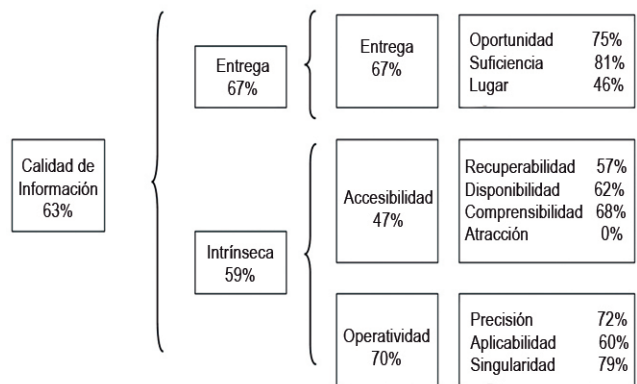 Calidad de
Información
63%
Entrega
67%
Intrínseca
59%
Entrega
67%
Accesibilidad
47%
Operatividad
70%
Oportunidad 75%
Suficiencia 81%
Lugar 46%
Recuperabilidad 57%
Disponibilidad 62%
Comprensibilidad 68%
Atracción 0%
Precisión 72%
Aplicabilidad 60%
Singularidad 79%